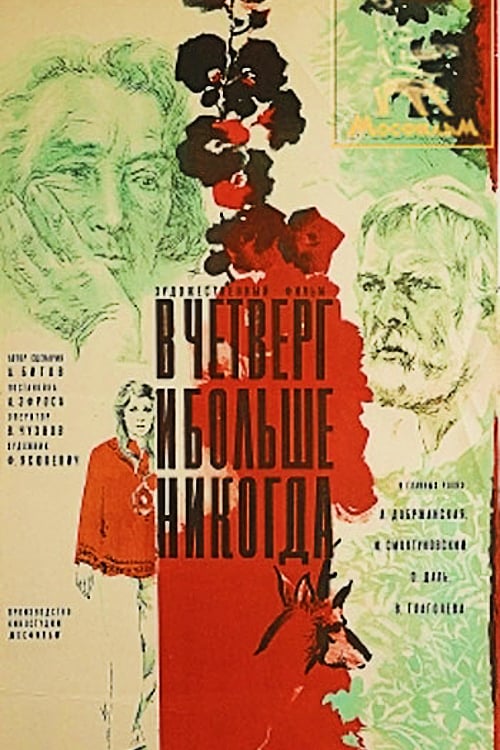 МОСФИЛЬМ
ХУДОЖЕСТВЕННЫЙ ФИЛЬМ
В ЧЕТВЕРГ
И БОЛЬШЕ
НИКОГДА
АВТОР СЦЕНАРИЯ
А. БИТОВ
ПОСТАНОВКА
А. ЭФРОСА
ОПЕРАТОР
В. ЧУХНОВ
ХУДОЖНИК
Ф. ЯСЮКЕВИЧ
В ГЛАВНЫХ РОЛЯХ
Л. ДОБРЖАНСКАЯ,
И. СМОКТУНОВСКИЙ
О. ДАЛЬ,
В. ГЛАГОЛЕВА
ПРОИЗВОДСТВО
КИНОСТУДИИ
„МОСФИЛЬМ"